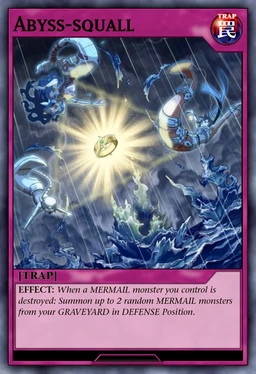 ABYSS-SQUALL
TRAP
罠
[TRAP]
EFFECT: When a MERMAIL monster you control is
destroyed: Summon up to 2 random MERMAIL monsters
from your GRAVEYARD in DEFENSE Position.